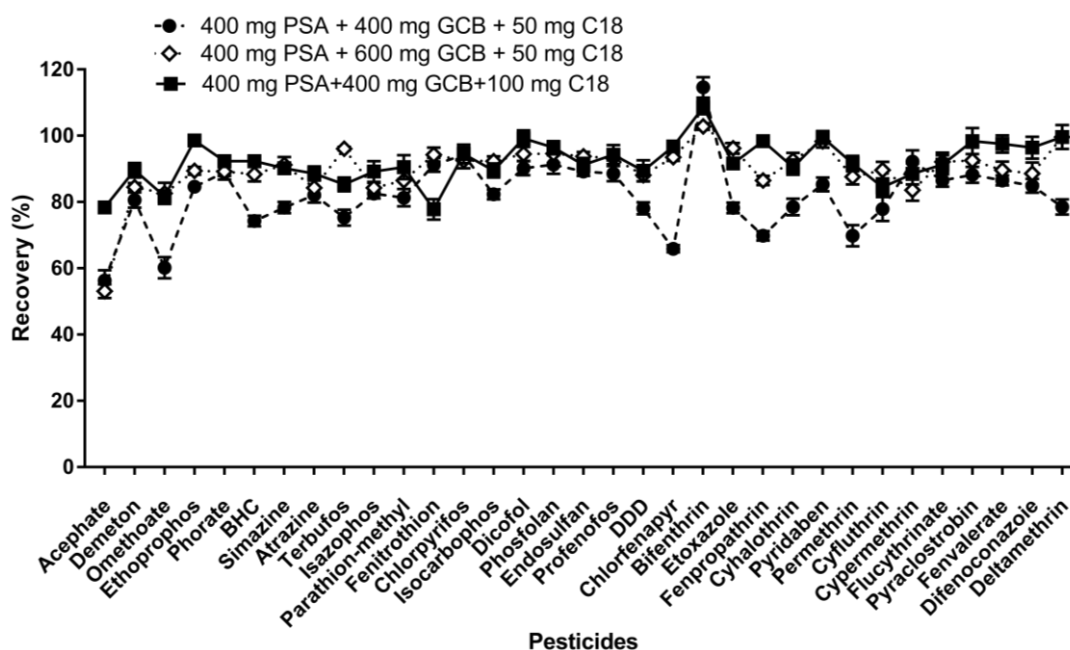 400 mg PSA + 400 mg GCB + 50 mg C18
400 mg PSA + 600 mg GCB + 50 mg C18
400 mg PSA+400 mg GCB+100 mg C18
120
100
80
60
40
20
0
Recovery (%)
Acephate
Demeton
Omethoate
Ethoprophos
Phorate
BHC
Simazine
Atrazine
Terbufos
Isazophos
Parathion-methyl
Fenitrothion
Chlorpyrifos
Isocarbophos
Dicofol
Phosfolan
Endosulfan
Profenofos
DDD
Chlorfenapyr
Bifenthrin
Etoxazole
Fenpropathrin
Cyhalothrin
Pyridaben
Permethrin
Cyfluthrin
Cypermethrin
Flucythrinate
Pyraclostrobin
Fenvalerate
Difenoconazole
Deltamethrin
Pesticides